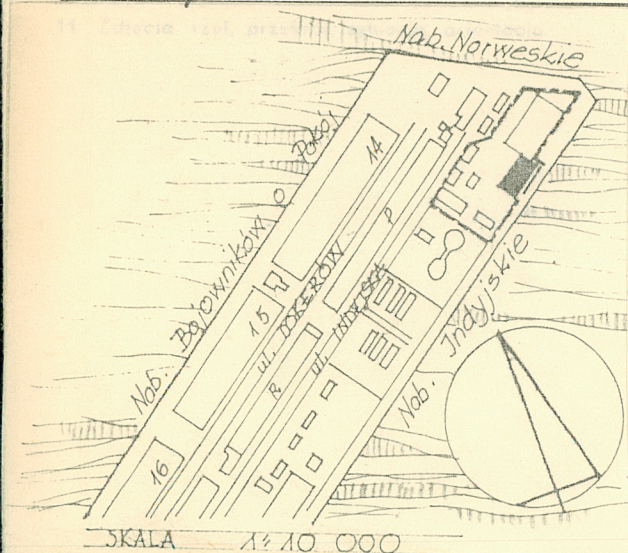 Nab. Norweskie
Nab. Bojowników o Pokój
14
15
16
ul. DOKERÓW
ul. INDYJSKA
Nab. Indyjskie
SKALA 1:10 000